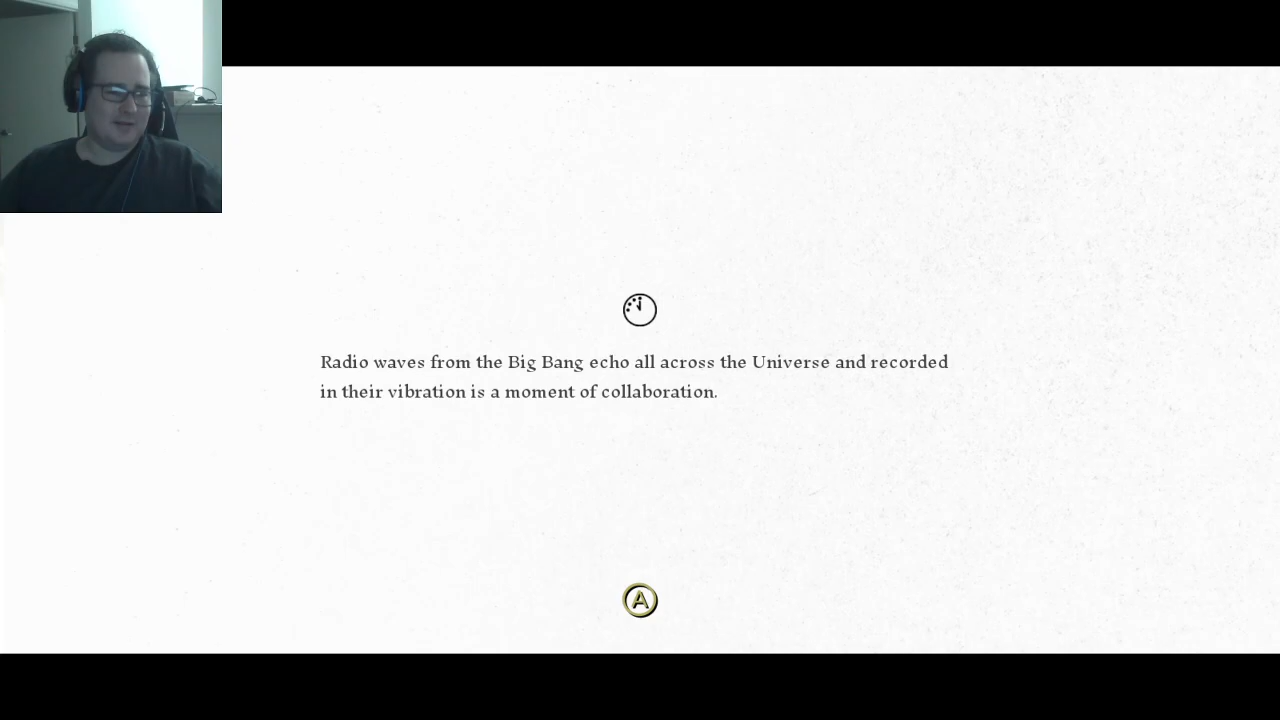 Radio waves from the Big Bang echo all across the Universe and recorded
in their vibration is a moment of collaboration.
A